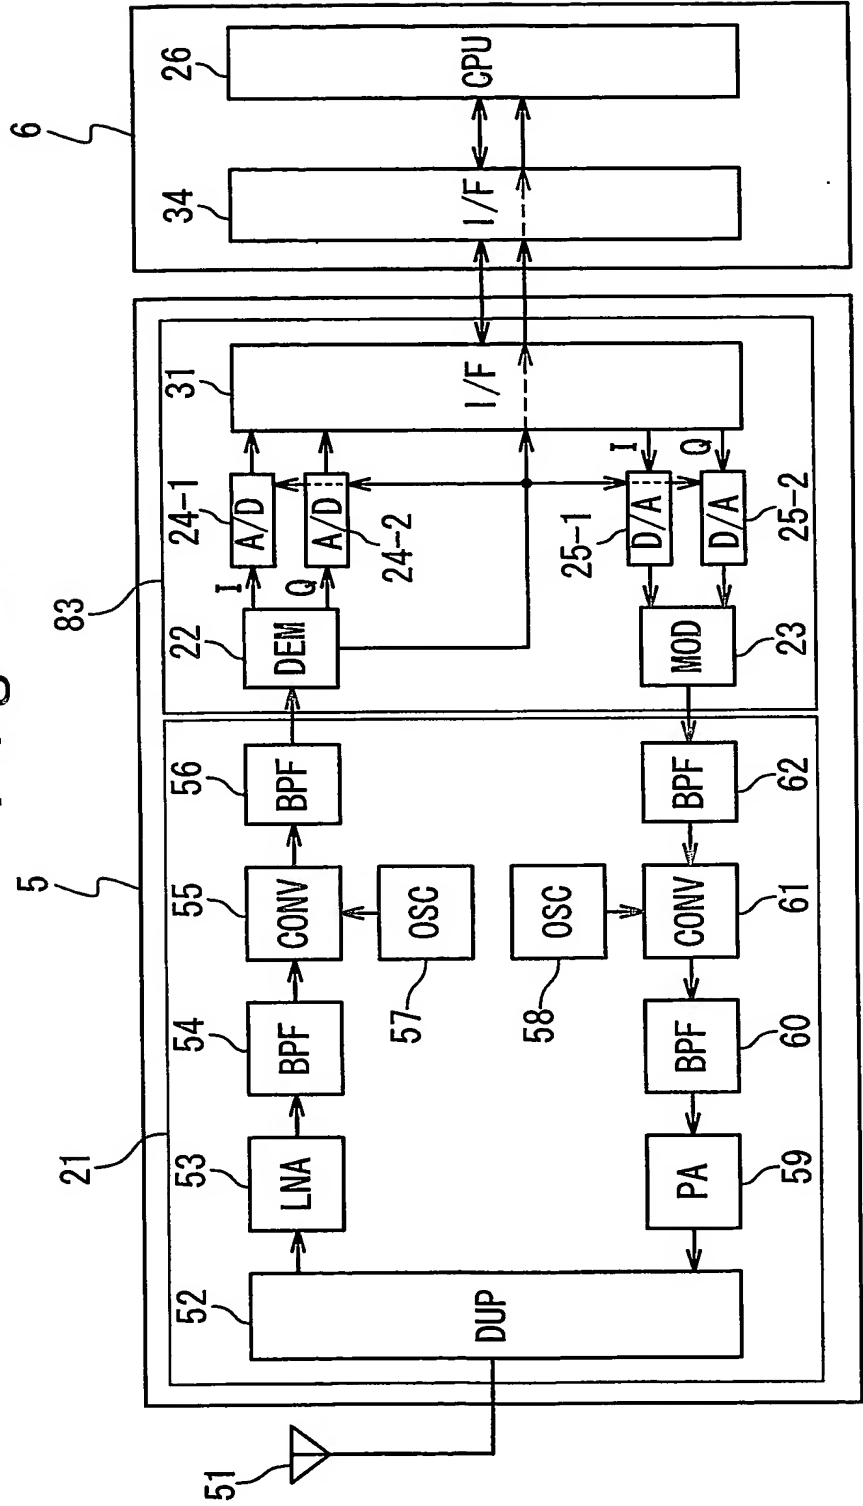 5
6
21
83
51
52
53
54
55
56
22
24-1
31
34
26
I
LNA
BPF
CONV
BPF
DEM
A/D
Q
A/D
24-2
57
OSC
DUP
I/F
I/F
CPU
58
OSC
25-1
I
D/A
PA
BPF
CONV
BPF
MOD
Q
D/A
59
60
61
62
23
25-2